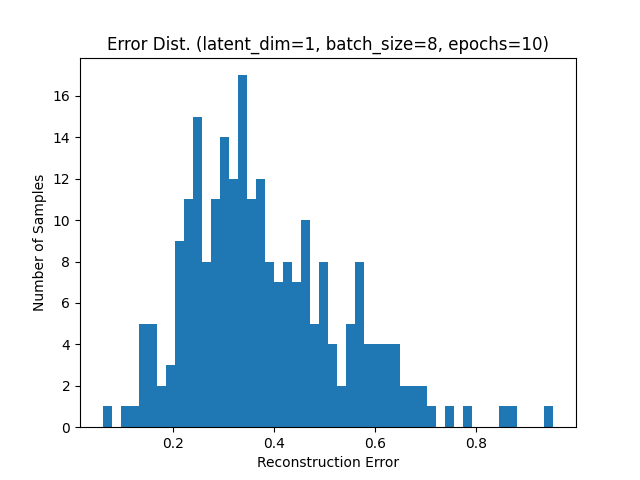 Error Dist. (latent_dim=1, batch_size=8, epochs=10)
Number of Samples
16
14
12
10
8
6
4
2
0
0.2 0.4 0.6 0.8
Reconstruction Error